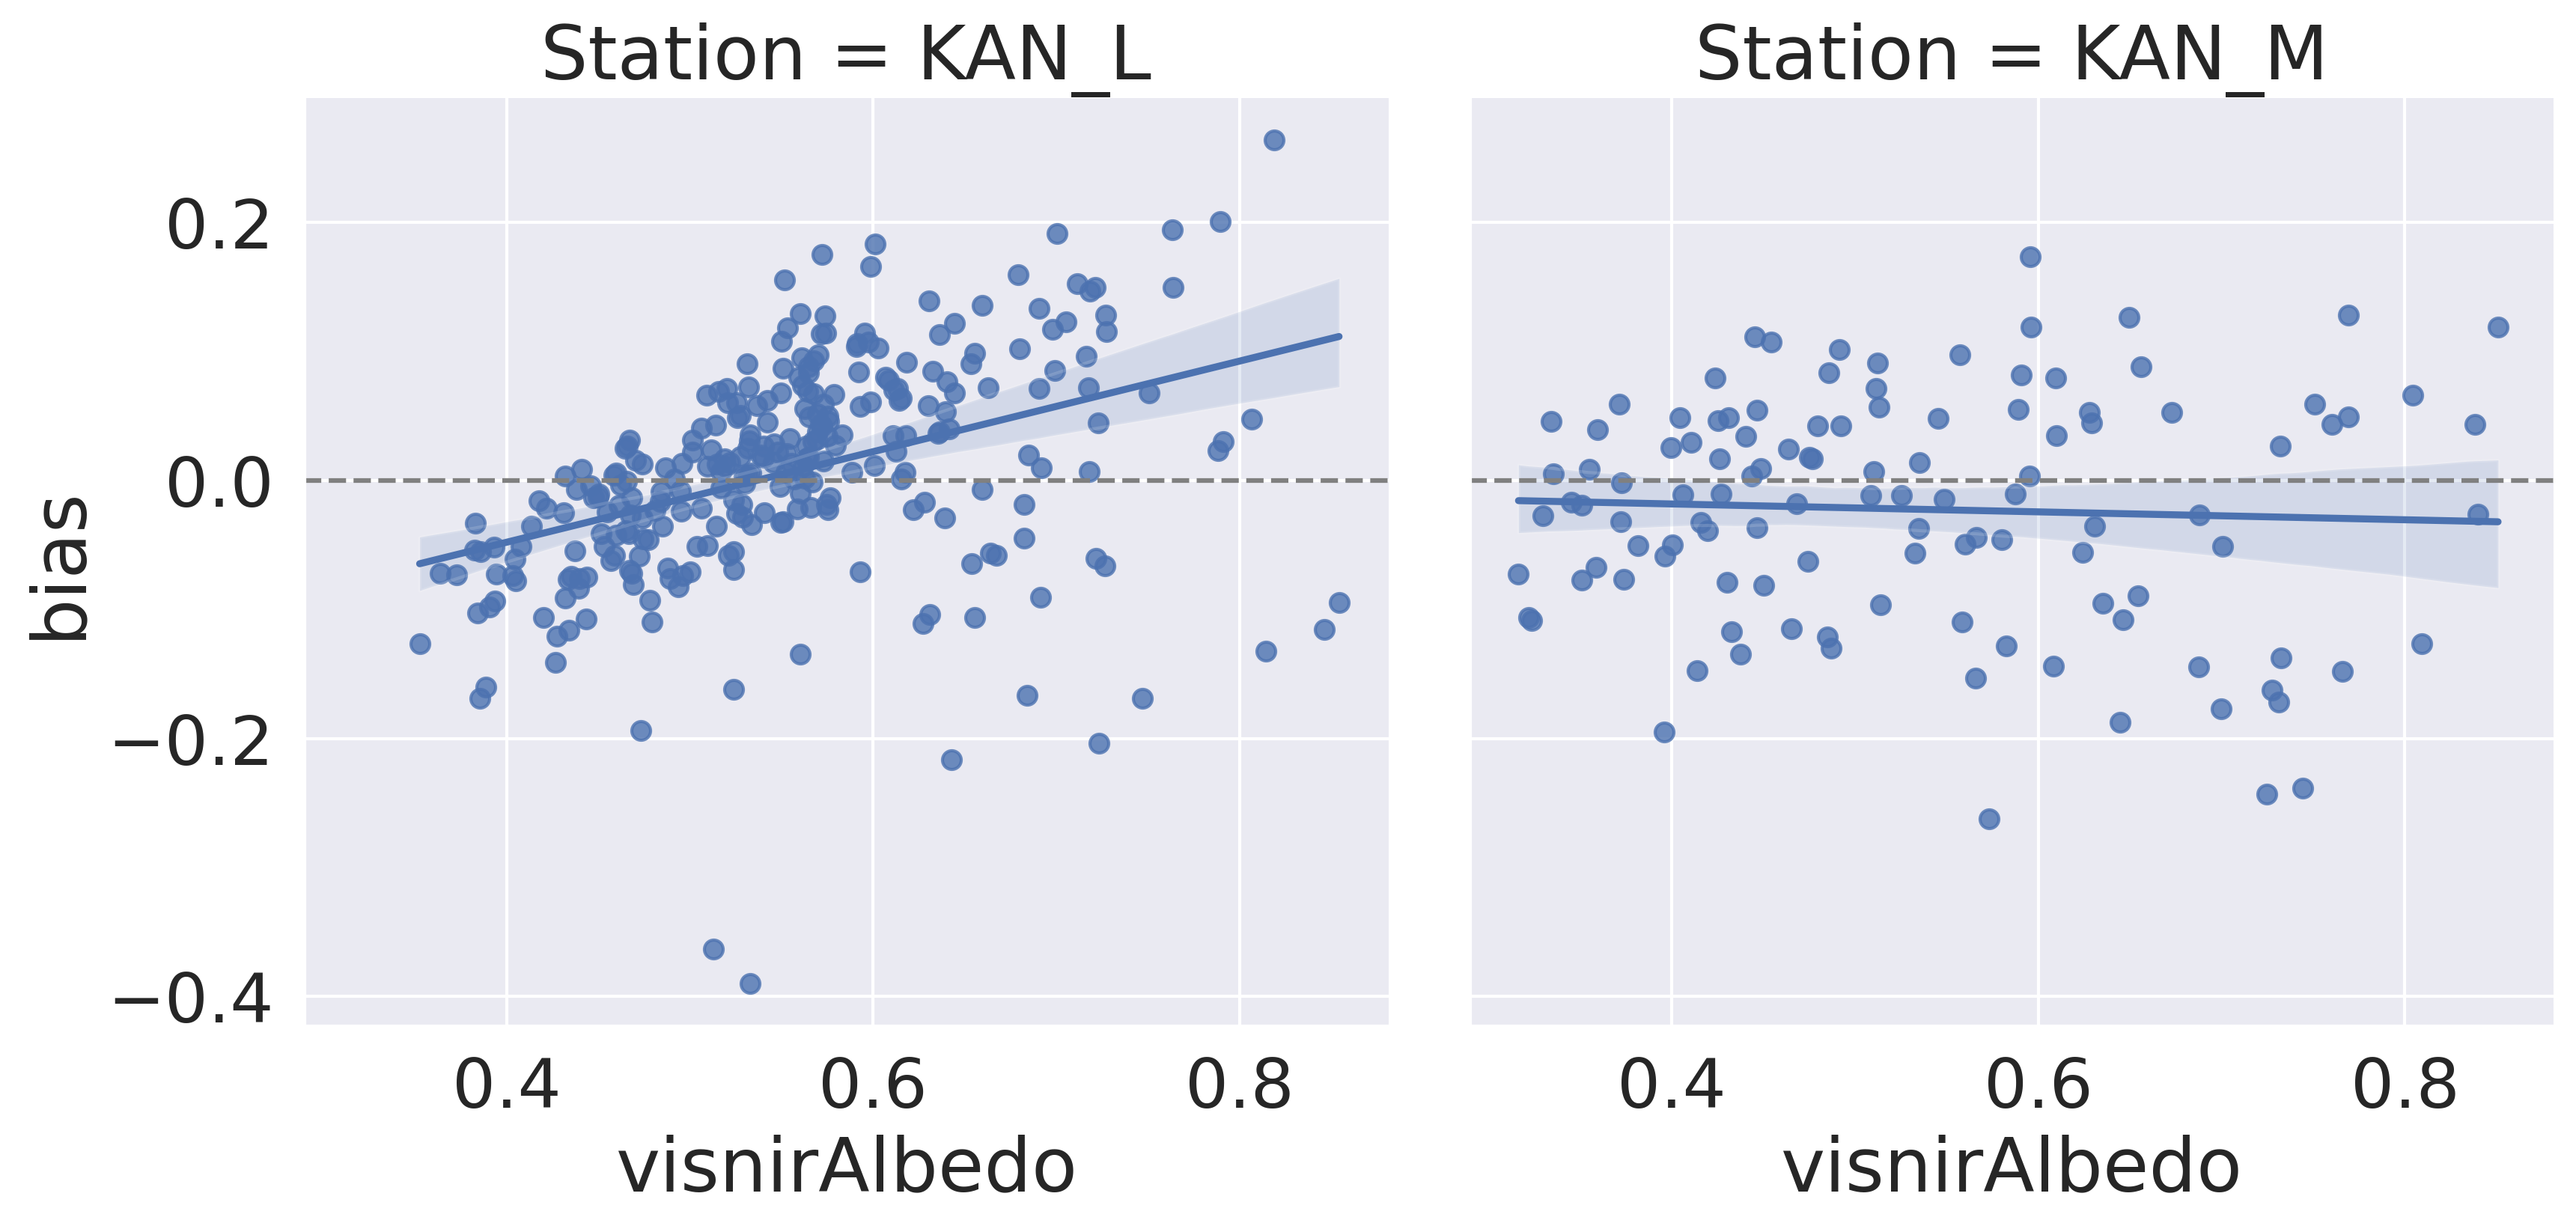 Station = KAN_L
Station = KAN_M
bias
0.2
0.0
−0.2
−0.4
0.4 0.6 0.8
0.4 0.6 0.8
visnirAlbedo
visnirAlbedo